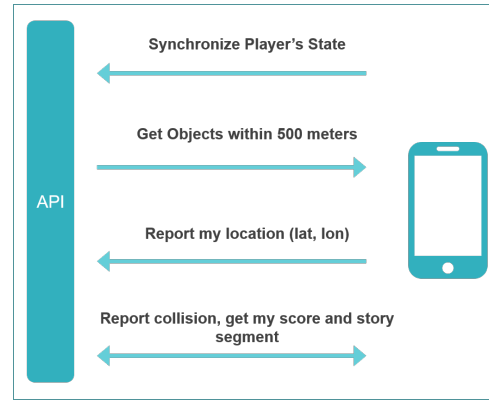 Synchronize Player's State
Get Objects within 500 meters
API
Report my location (lat, lon)
Report collision, get my score and story
segment